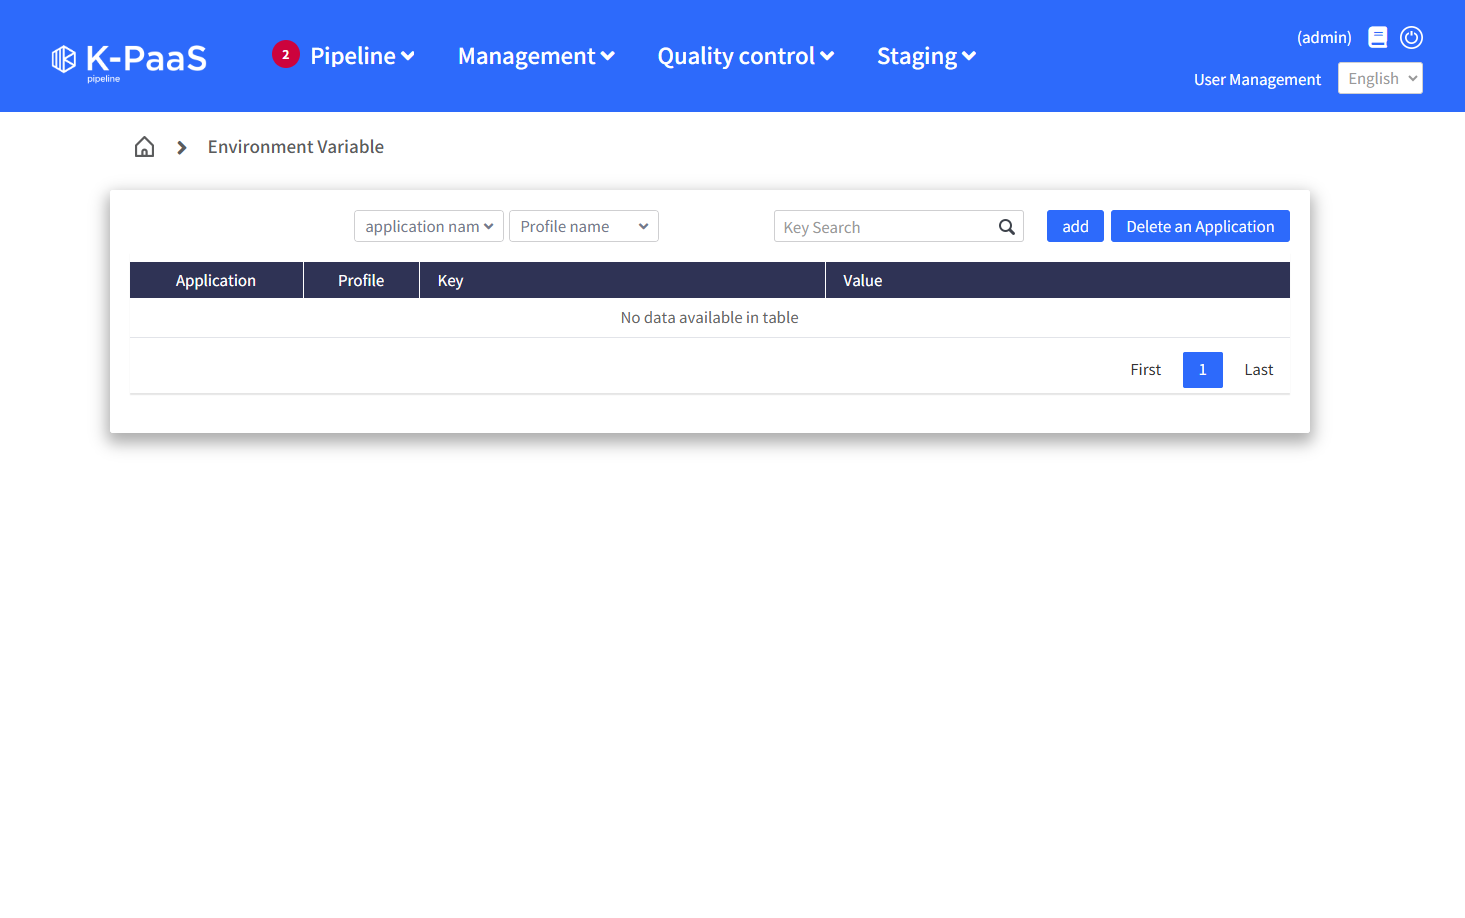 K-PaaS
pipeline
2
Pipeline
Management
Quality control
Staging
(admin)
User Management
English
Environment Variable
application nam
Profile name
Key Search
add
Delete an Application
Application
Profile
Key
Value
No data available in table
First
1
Last